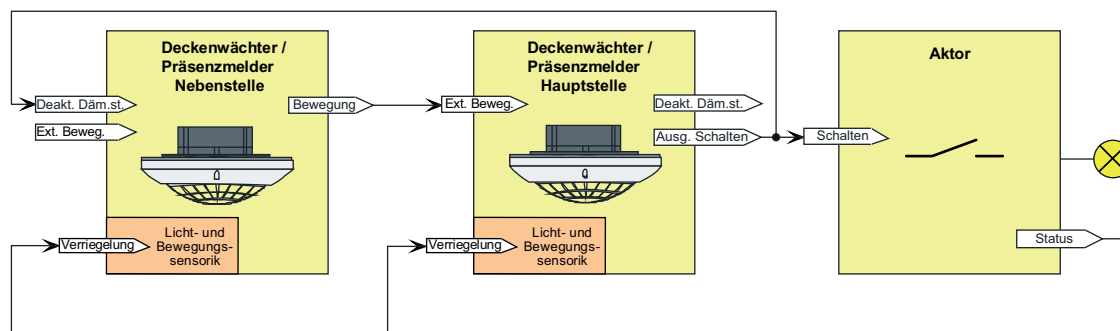 Deckenwächter /
Präsenzmelder
Nebenstelle
Deakt. Däm.st.
Ext. Beweg.
Bewegung
Verriegelung
Licht- und
Bewegungs-
sensorik
Deckenwächter /
Präsenzmelder
Hauptstelle
Ext. Beweg.
Deakt. Däm.st.
Ausg. Schalten
Verriegelung
Licht- und
Bewegungs-
sensorik
Aktor
Schalten
Status